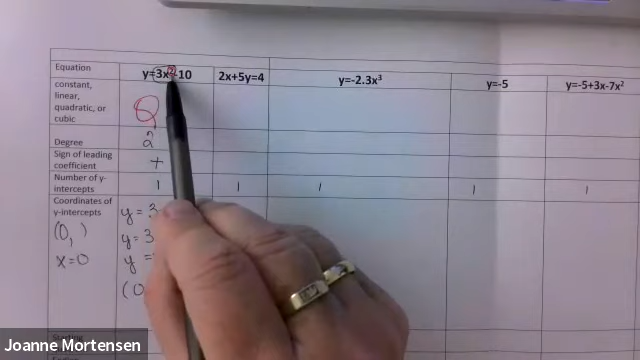 Equation y=3x²-10 2x+5y=4 y=-2.3x³ y=-5 y=-5+3x-7x²
constant,
linear,
quadratic, or
cubic
Q
Degree 2
Sign of leading
coefficient
+
Number of y-
intercepts
1 1 1 1 1
Coordinates of
y-intercepts
y = 3
(0, )
y = 3
x=0
y =
(0
Joanne Mortensen